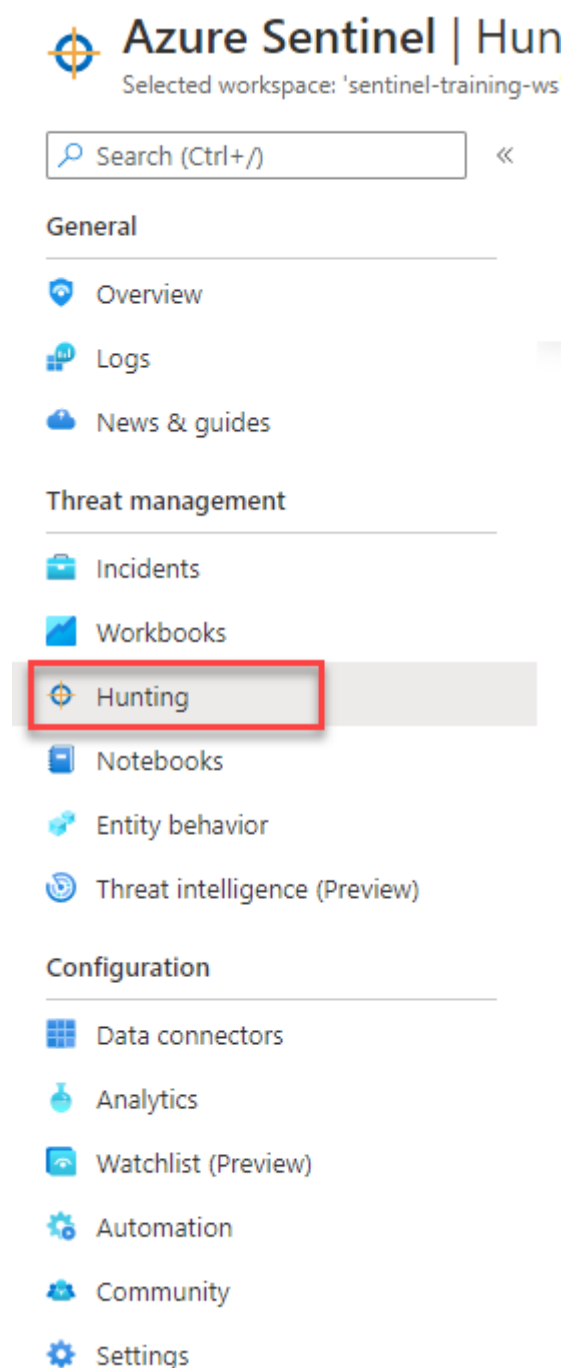 Azure Sentinel | Hun
Selected workspace: 'sentinel-training-ws
Search (Ctrl+/)
«
General
Overview
Logs
News & guides
Threat management
Incidents
Workbooks
Hunting
Notebooks
Entity behavior
Threat intelligence (Preview)
Configuration
Data connectors
Analytics
Watchlist (Preview)
Automation
Community
Settings